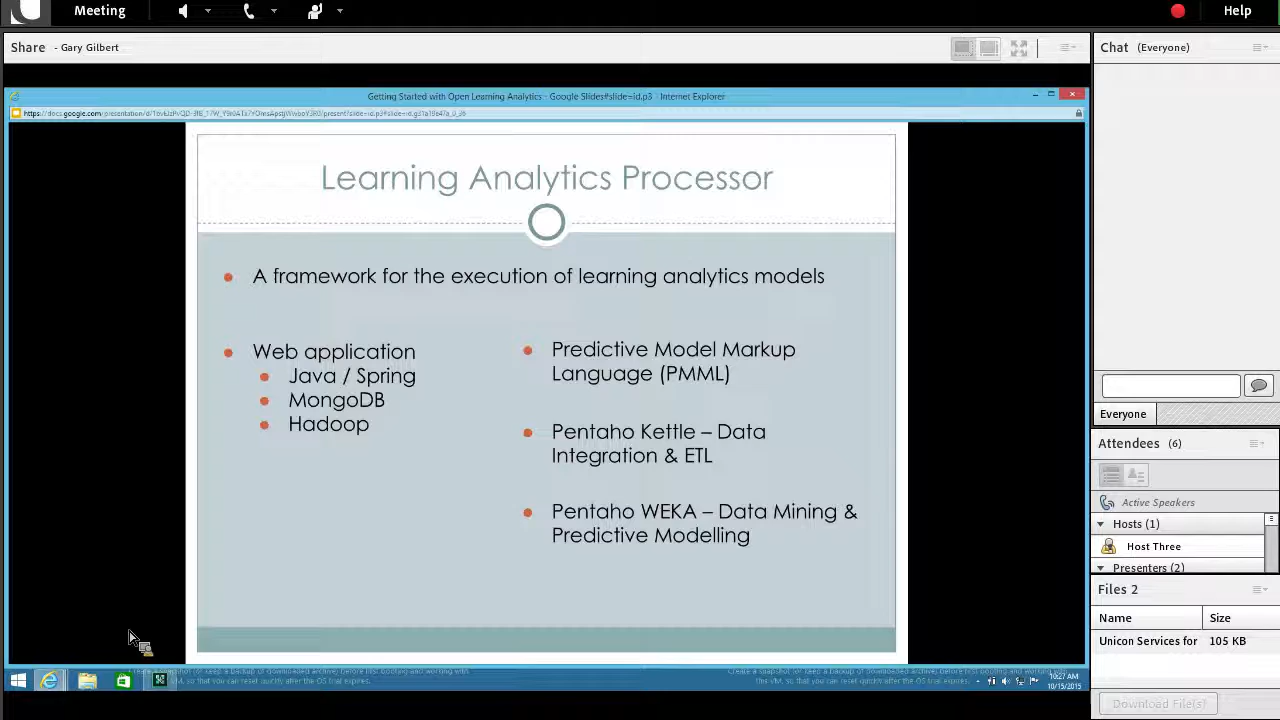 Meeting
Help
Share - Gary Gilbert
Getting Started with Open Learning Analytics - Google Slides#slide=id.p3 - Internet Explorer
Learning Analytics Processor
A framework for the execution of learning analytics models
Web application
Java / Spring
MongoDB
Hadoop
Predictive Model Markup
Language (PMML)
Pentaho Kettle – Data
Integration & ETL
Pentaho WEKA – Data Mining &
Predictive Modelling
10:27 AM
10/15/2015
Chat (Everyone)
Everyone
Attendees (6)
Active Speakers
Hosts (1)
Host Three
Presenters (2)
Files 2
Name Size
Unicon Services for 105 KB
Download File(s)